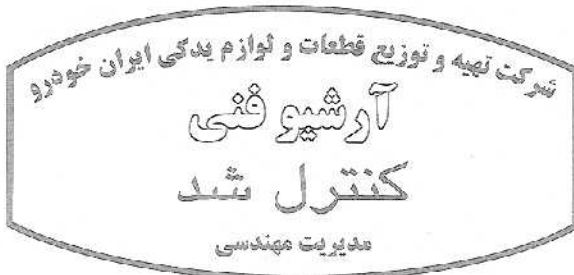 شرکت تهیه و توزیع قطعات و لوازم یدکی ایران خودرو
آرشیو فنی
کنترل شد
مدیریت مهندسی